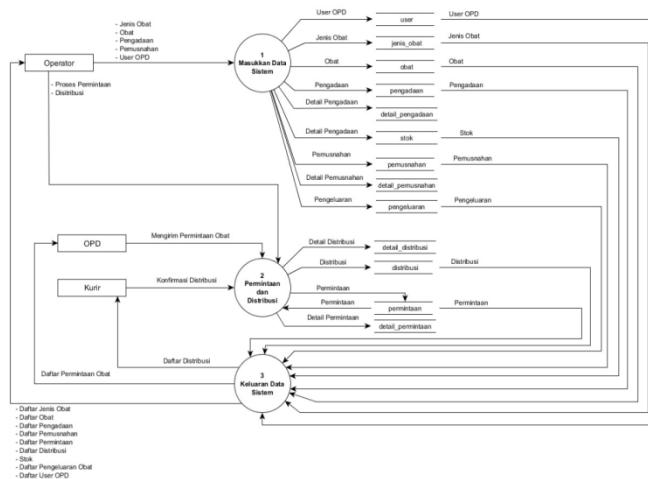 - Jenis Obat
- Obat
- Pengadaan
- Pemusnahan
- User OPD
Operator
- Proses Permintaan
- Disitribusi
1
Masukkan Data
Sistem
User OPD
user
User OPD
Jenis Obat
jenis_obat
Jenis Obat
Obat
obat
Obat
Pengadaan
pengadaan
Pengadaan
Detail Pengadaan
detail_pengadaan
Detail Pengadaan
stok
Stok
Pemusnahan
pemusnahan
Pemusnahan
Detail Pemusnahan
detail_pemusnahan
Pengeluaran
pengeluaran
Pengeluaran
OPD
Mengirim Permintaan Obat
Kurir
Konfirmasi Distribusi
2
Permintaan
dan
Distribusi
Detail Distribusi
detail_distribusi
Distribusi
distribusi
Distribusi
Permintaan
Permintaan
permintaan
Permintaan
Detail Permintaan
detail_permintaan
Daftar Distribusi
Daftar Permintaan Obat
3
Keluaran Data
Sistem
- Daftar Jenis Obat
- Daftar Obat
- Daftar Pengadaan
- Daftar Pemusnahan
- Daftar Permintaan
- Daftar Distribusi
- Stok
- Daftar Pengeluaran Obat
- Daftar User OPD